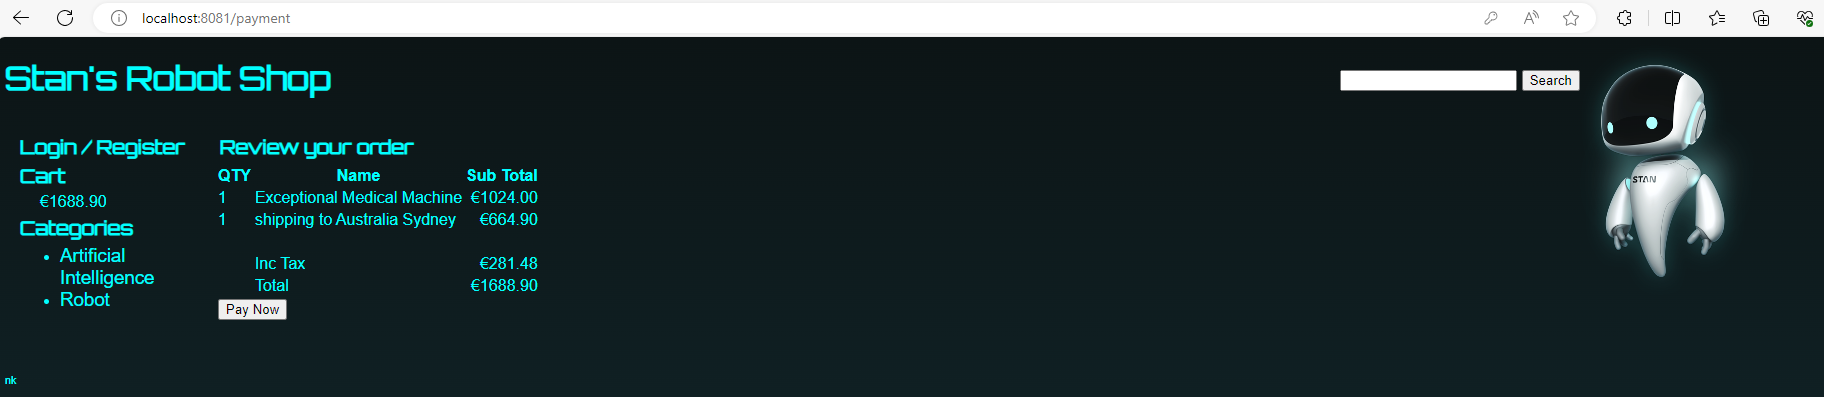 localhost:8081/payment
Stan's Robot Shop
Search
STAN
Login / Register
Cart
€1688.90
Categories
Artificial
Intelligence
Robot
Review your order
QTY Name Sub Total
1 Exceptional Medical Machine €1024.00
1 shipping to Australia Sydney €664.90
Inc Tax €281.48
Total €1688.90
Pay Now
nk